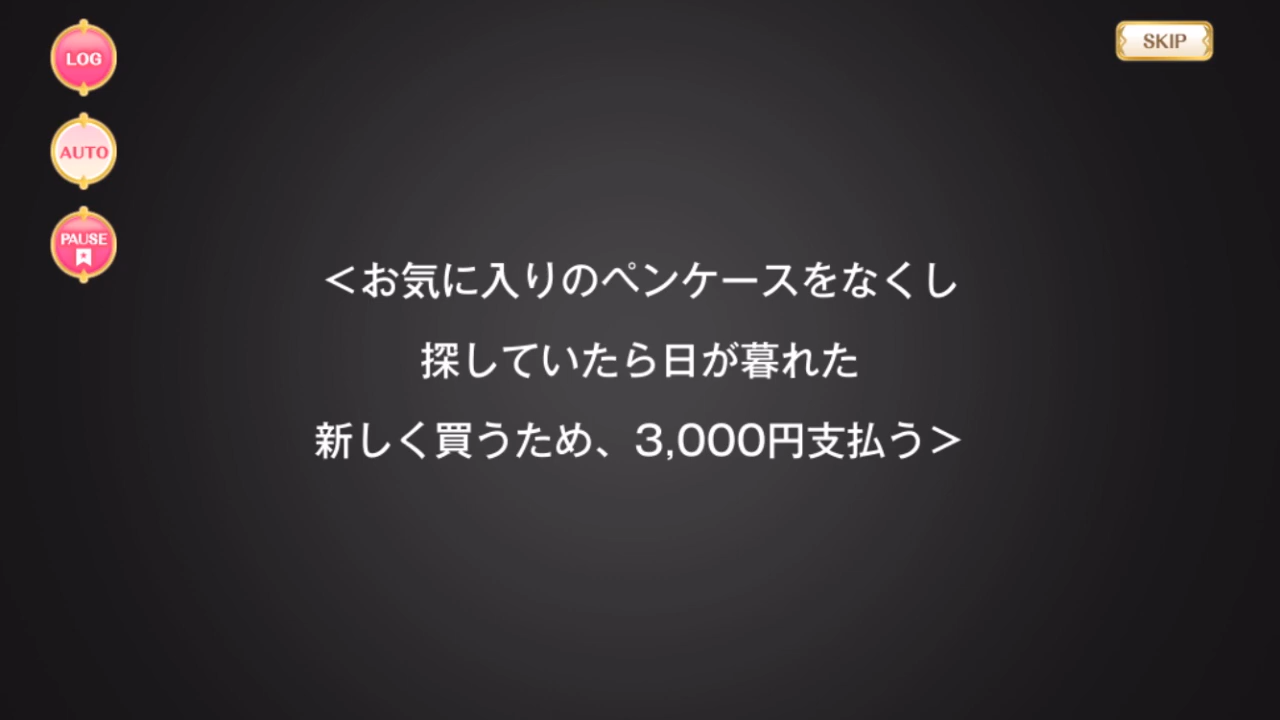 LOG
SKIP
AUTO
PAUSE
＜お気に入りのペンケースをなくし
探していたら日が暮れた
新しく買うため、3,000円支払う＞